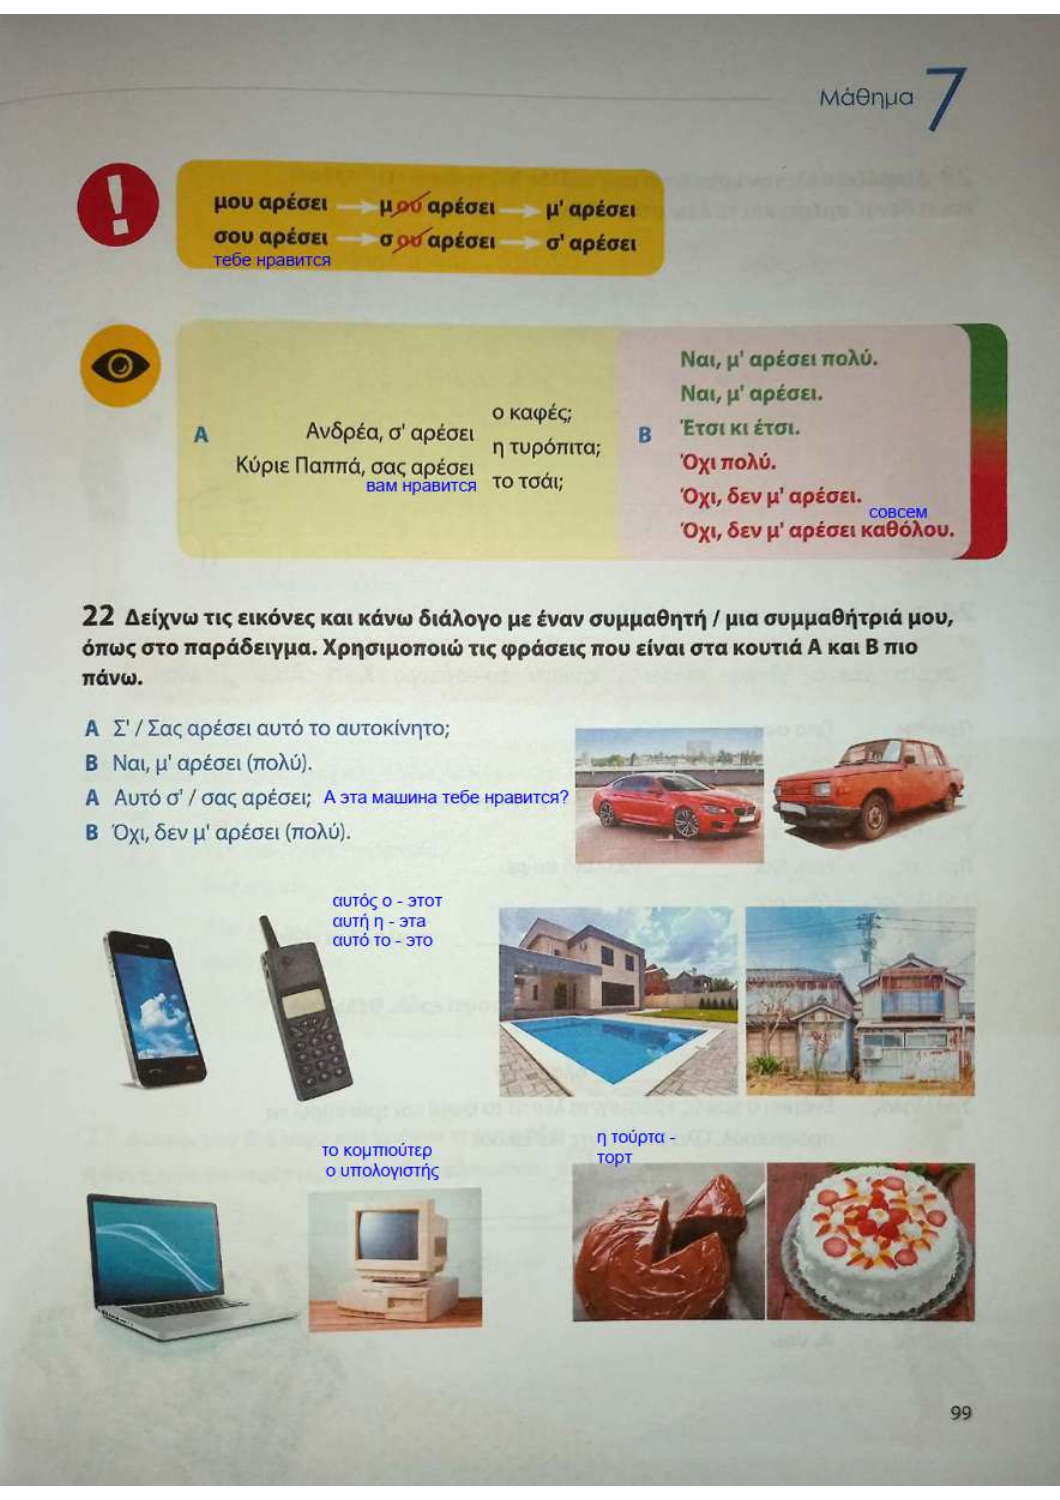 Μάθημα 7
μου αρέσει → μ ου αρέσει → μ' αρέσει
σου αρέσει → σ ου αρέσει → σ' αρέσει
тебе нравится
A
Ανδρέα, σ' αρέσει
Κύριε Παππά, σας αρέσει
вам нравится
ο καφές;
η τυρόπιτα;
το τσάι;
B
Ναι, μ' αρέσει πολύ.
Ναι, μ' αρέσει.
Έτσι κι έτσι.
Όχι πολύ.
Όχι, δεν μ' αρέσει.
совсем
Όχι, δεν μ' αρέσει καθόλου.
22 Δείχνω τις εικόνες και κάνω διάλογο με έναν συμμαθητή / μια συμμαθήτριά μου,
όπως στο παράδειγμα. Χρησιμοποιώ τις φράσεις που είναι στα κουτιά Α και Β πιο
πάνω.
A Σ' / Σας αρέσει αυτό το αυτοκίνητο;
B Ναι, μ' αρέσει (πολύ).
A Αυτό σ' / σας αρέσει; А эта машина тебе нравится?
B Όχι, δεν μ' αρέσει (πολύ).
αυτός ο - этот
αυτή η - эта
αυτό το - это
το κομπιούτερ
ο υπολογιστής
η τούρτα -
торт
99